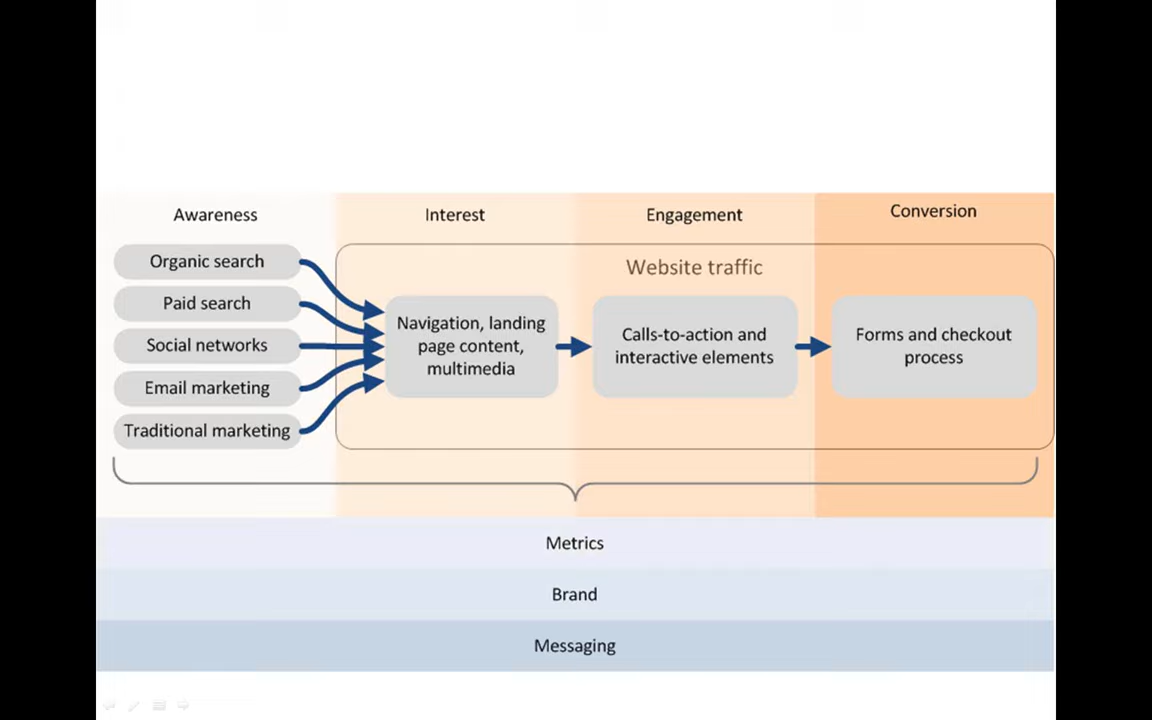 Awareness
Interest
Engagement
Conversion
Organic search
Paid search
Social networks
Email marketing
Traditional marketing
Website traffic
Navigation, landing
page content,
multimedia
Calls-to-action and
interactive elements
Forms and checkout
process
Metrics
Brand
Messaging